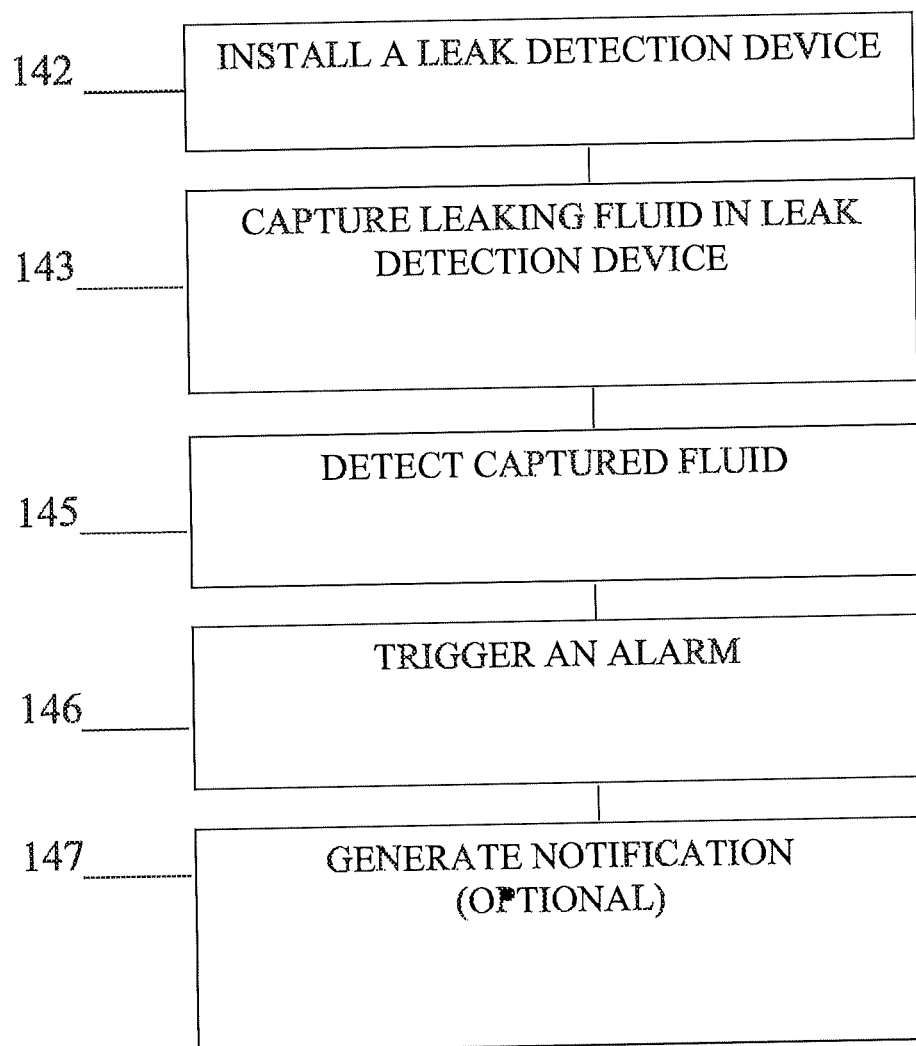 142
INSTALL A LEAK DETECTION DEVICE
143
CAPTURE LEAKING FLUID IN LEAK
DETECTION DEVICE
145
DETECT CAPTURED FLUID
146
TRIGGER AN ALARM
147
GENERATE NOTIFICATION
(OPTIONAL)